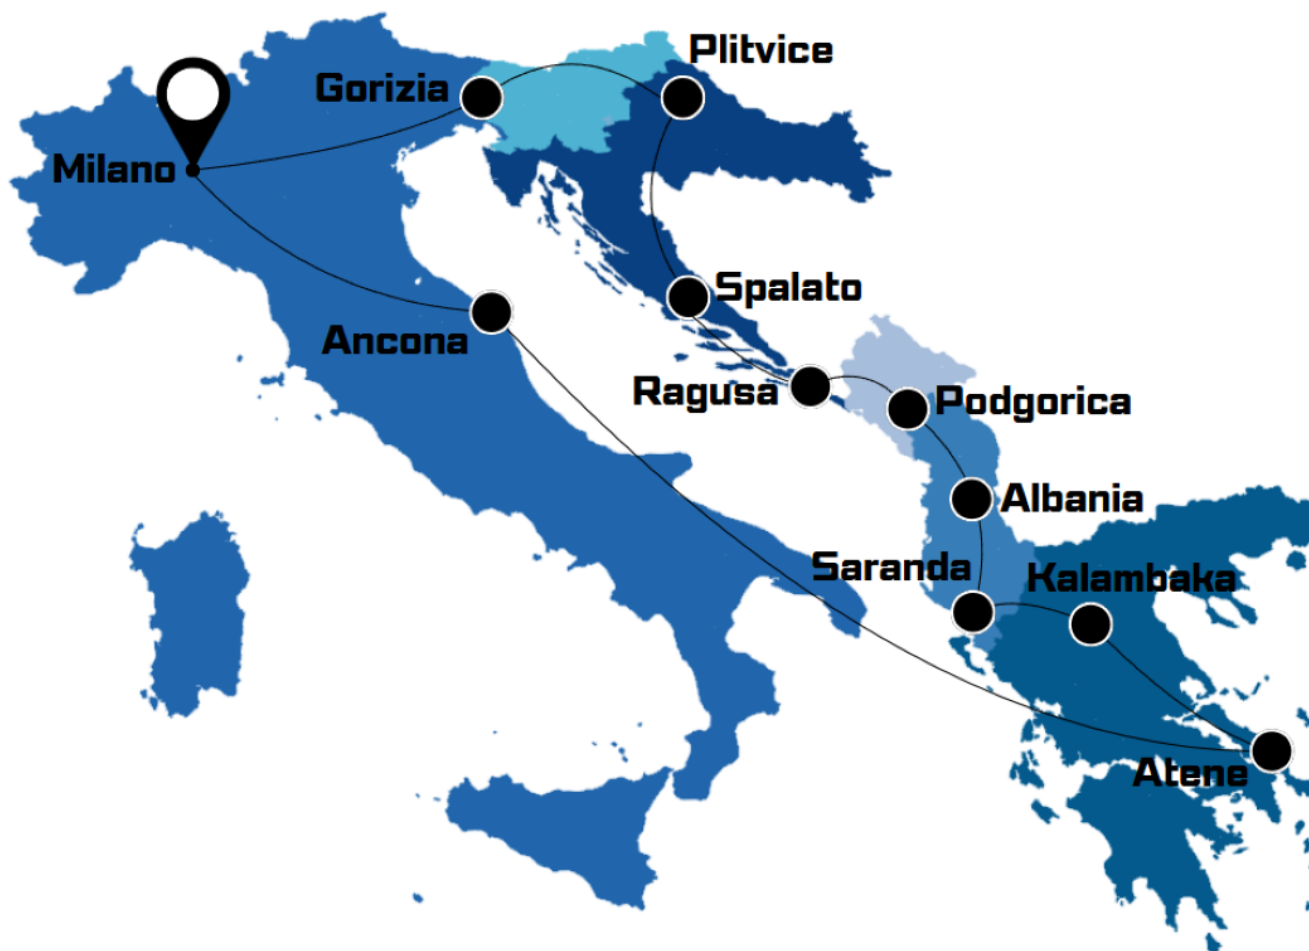 Plitvice
Gorizia
Milano
Spalato
Ancona
Ragusa
Podgorica
Albania
Saranda
Kalambaka
Atene